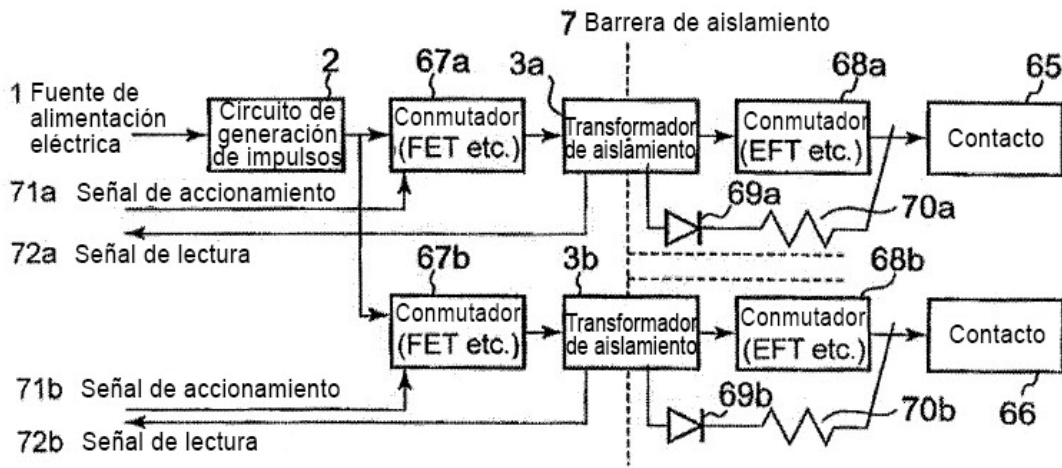 7 Barrera de aislamiento
1 Fuente de
alimentación
eléctrica
2
Circuito de
generación
de impulsos
67a
Conmutador
(FET etc.)
3a
Transformador
de aislamiento
68a
Conmutador
(EFT etc.)
65
Contacto
71a Señal de accionamiento
72a Señal de lectura
69a
70a
67b
Conmutador
(FET etc.)
3b
Transformador
de aislamiento
68b
Conmutador
(EFT etc.)
Contacto
66
71b Señal de accionamiento
72b Señal de lectura
69b
70b